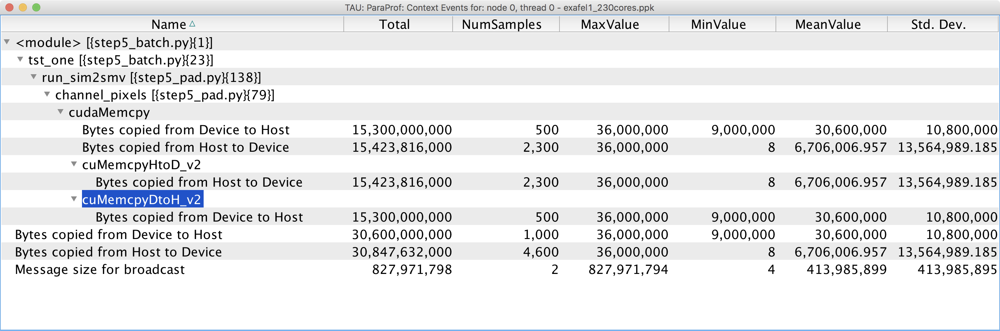 TAU: ParaProf: Context Events for: node 0, thread 0 - exafel1_230cores.ppk
Name Total NumSamples MaxValue MinValue MeanValue Std. Dev.
<module> [{step5_batch.py}{1}]
tst_one [{step5_batch.py}{23}]
run_sim2smv [{step5_pad.py}{138}]
channel_pixels [{step5_pad.py}{79}]
cudaMemcpy
Bytes copied from Device to Host 15,300,000,000 500 36,000,000 9,000,000 30,600,000 10,800,000
Bytes copied from Host to Device 15,423,816,000 2,300 36,000,000 8 6,706,006.957 13,564,989.185
cuMemcpyHtoD_v2
Bytes copied from Host to Device 15,423,816,000 2,300 36,000,000 8 6,706,006.957 13,564,989.185
cuMemcpyDtoH_v2
Bytes copied from Device to Host 15,300,000,000 500 36,000,000 9,000,000 30,600,000 10,800,000
Bytes copied from Device to Host 30,600,000,000 1,000 36,000,000 9,000,000 30,600,000 10,800,000
Bytes copied from Host to Device 30,847,632,000 4,600 36,000,000 8 6,706,006.957 13,564,989.185
Message size for broadcast 827,971,798 2 827,971,794 4 413,985,899 413,985,895